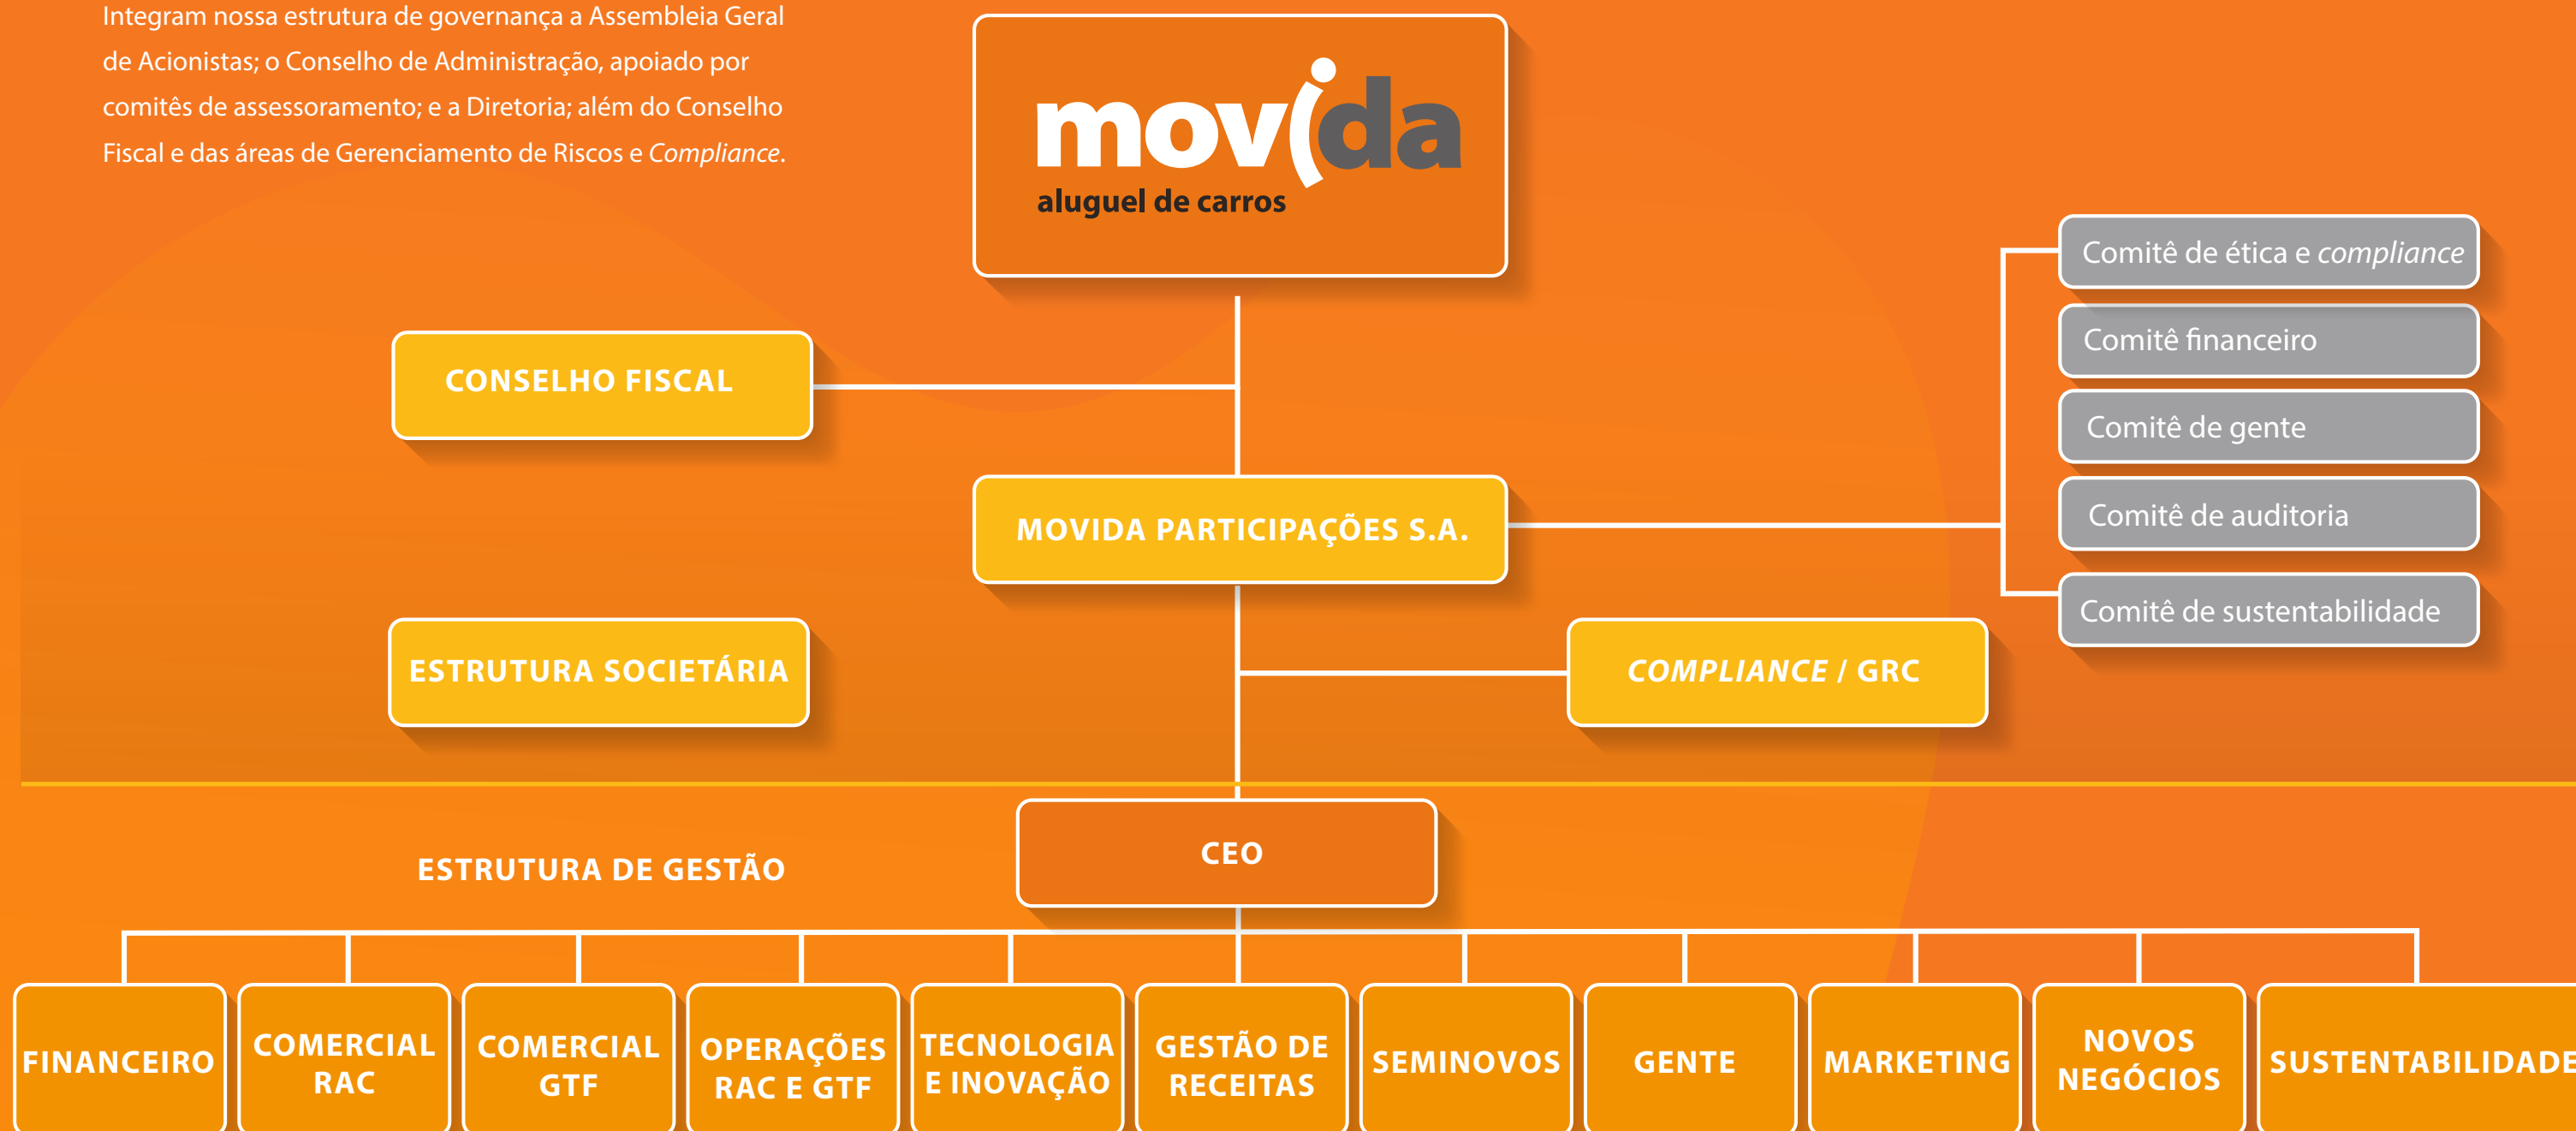 Integram nossa estrutura de governança a Assembleia Geral
de Acionistas; o Conselho de Administração, apoiado por
comitês de assessoramento; e a Diretoria; além do Conselho
Fiscal e das áreas de Gerenciamento de Riscos e Compliance.
movida
aluguel de carros
CONSELHO FISCAL
MOVIDA PARTICIPAÇÕES S.A.
Comitê de ética e compliance
Comitê financeiro
Comitê de gente
Comitê de auditoria
Comitê de sustentabilidade
ESTRUTURA SOCIETÁRIA
COMPLIANCE / GRC
CEO
ESTRUTURA DE GESTÃO
FINANCEIRO
COMERCIAL
RAC
COMERCIAL
GTF
OPERAÇÕES
RAC E GTF
TECNOLOGIA
E INOVAÇÃO
GESTÃO DE
RECEITAS
SEMINOVOS
GENTE
MARKETING
NOVOS
NEGÓCIOS
SUSTENTABILIDADE